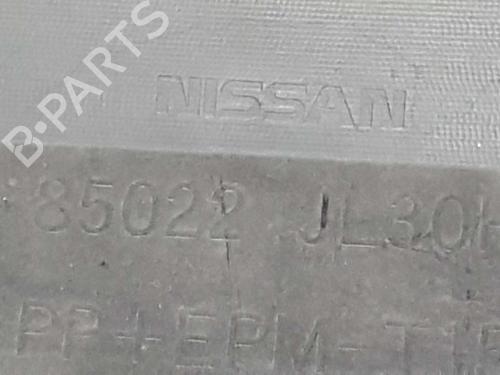 B·PARTS
NISSAN
85022 JL30H
PP+EPM-T15